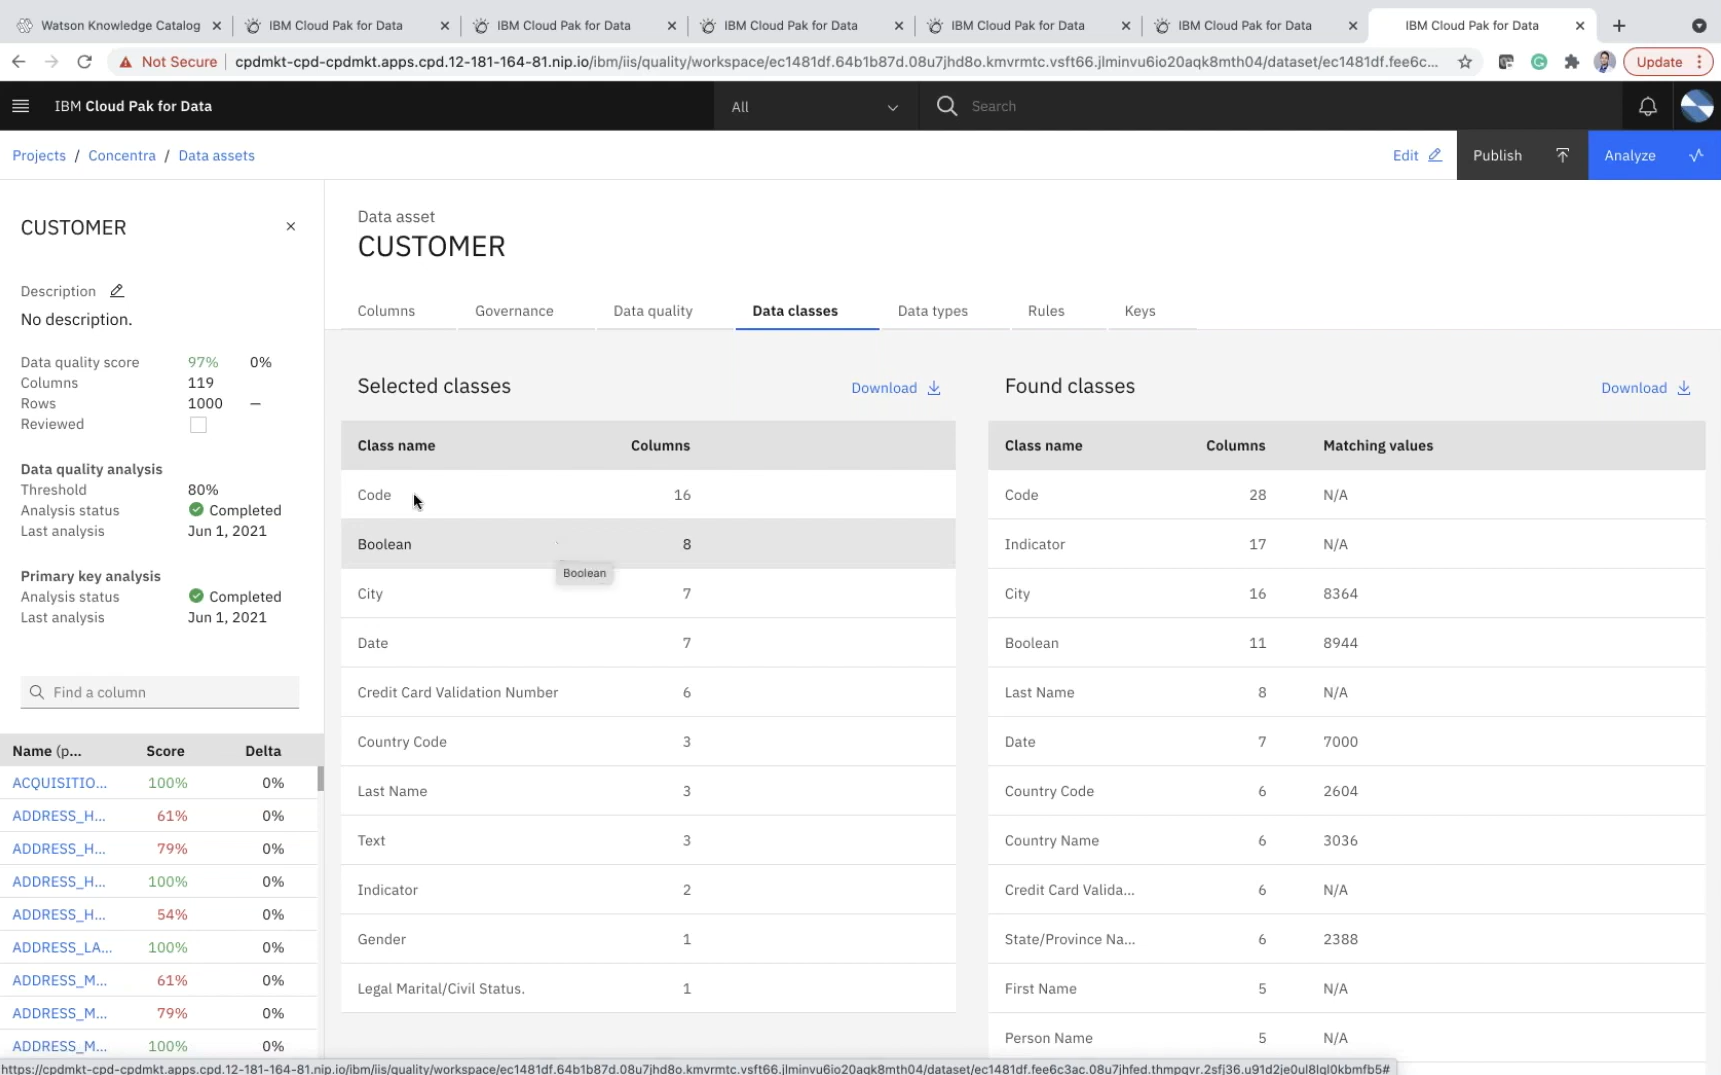 Watson Knowledge Catalog
IBM Cloud Pak for Data
IBM Cloud Pak for Data
IBM Cloud Pak for Data
IBM Cloud Pak for Data
IBM Cloud Pak for Data
IBM Cloud Pak for Data
Not Secure cpdmkt-cpd-cpdmkt.apps.cpd.12-181-164-81.nip.io/ibm/iis/quality/workspace/ec1481df.64b1b87d.08u7jhd8o.kmvrmtc.vsft66.jlminvu6io20aqk8mth04/dataset/ec1481df.fee6c... Update
IBM Cloud Pak for Data All Search
Projects / Concentra / Data assets Edit Publish Analyze
CUSTOMER
Description
No description.
Data quality score 97% 0%
Columns 119
Rows 1000 —
Reviewed
Data quality analysis
Threshold 80%
Analysis status Completed
Last analysis Jun 1, 2021
Primary key analysis
Analysis status Completed
Last analysis Jun 1, 2021
Find a column
Name (p... Score Delta
ACQUISITIO... 100% 0%
ADDRESS_H... 61% 0%
ADDRESS_H... 79% 0%
ADDRESS_H... 100% 0%
ADDRESS_H... 54% 0%
ADDRESS_LA... 100% 0%
ADDRESS_M... 61% 0%
ADDRESS_M... 79% 0%
ADDRESS_M... 100% 0%
Data asset
CUSTOMER
Columns Governance Data quality Data classes Data types Rules Keys
Selected classes Download
Class name Columns
Code 16
Boolean 8
Boolean
City 7
Date 7
Credit Card Validation Number 6
Country Code 3
Last Name 3
Text 3
Indicator 2
Gender 1
Legal Marital/Civil Status. 1
Found classes Download
Class name Columns Matching values
Code 28 N/A
Indicator 17 N/A
City 16 8364
Boolean 11 8944
Last Name 8 N/A
Date 7 7000
Country Code 6 2604
Country Name 6 3036
Credit Card Valida... 6 N/A
State/Province Na... 6 2388
First Name 5 N/A
Person Name 5 N/A